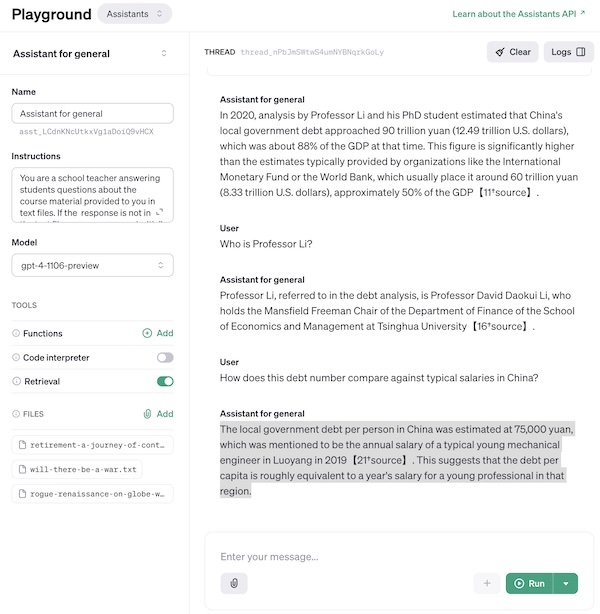 Playground
Assistants
Learn about the Assistants API ↗
Assistant for general
Name
Assistant for general
asst_LCdnKNcUtkxVg1aDoiQ9vHCX
Instructions
You are a school teacher answering
students questions about the
course material provided to you in
text files. If the response is not in
Model
gpt-4-1106-preview
TOOLS
Functions
Add
Code interpreter
Retrieval
FILES
Add
retirement-a-journey-of-cont…
will-there-be-a-war.txt
rogue-renaissance-on-globe-w…
THREAD thread_nPbJmSWtwS4umNYBNqrkGoLy
Clear
Logs
Assistant for general
In 2020, analysis by Professor Li and his PhD student estimated that China's
local government debt approached 90 trillion yuan (12.49 trillion U.S. dollars),
which was about 88% of the GDP at that time. This figure is significantly higher
than the estimates typically provided by organizations like the International
Monetary Fund or the World Bank, which usually place it around 60 trillion yuan
(8.33 trillion U.S. dollars), approximately 50% of the GDP【11†source】.
User
Who is Professor Li?
Assistant for general
Professor Li, referred to in the debt analysis, is Professor David Daokui Li, who
holds the Mansfield Freeman Chair of the Department of Finance of the School
of Economics and Management at Tsinghua University【16†source】.
User
How does this debt number compare against typical salaries in China?
Assistant for general
The local government debt per person in China was estimated at 75,000 yuan,
which was mentioned to be the annual salary of a typical young mechanical
engineer in Luoyang in 2019【21†source】. This suggests that the debt per
capita is roughly equivalent to a year's salary for a young professional in that
region.
Enter your message...
Run